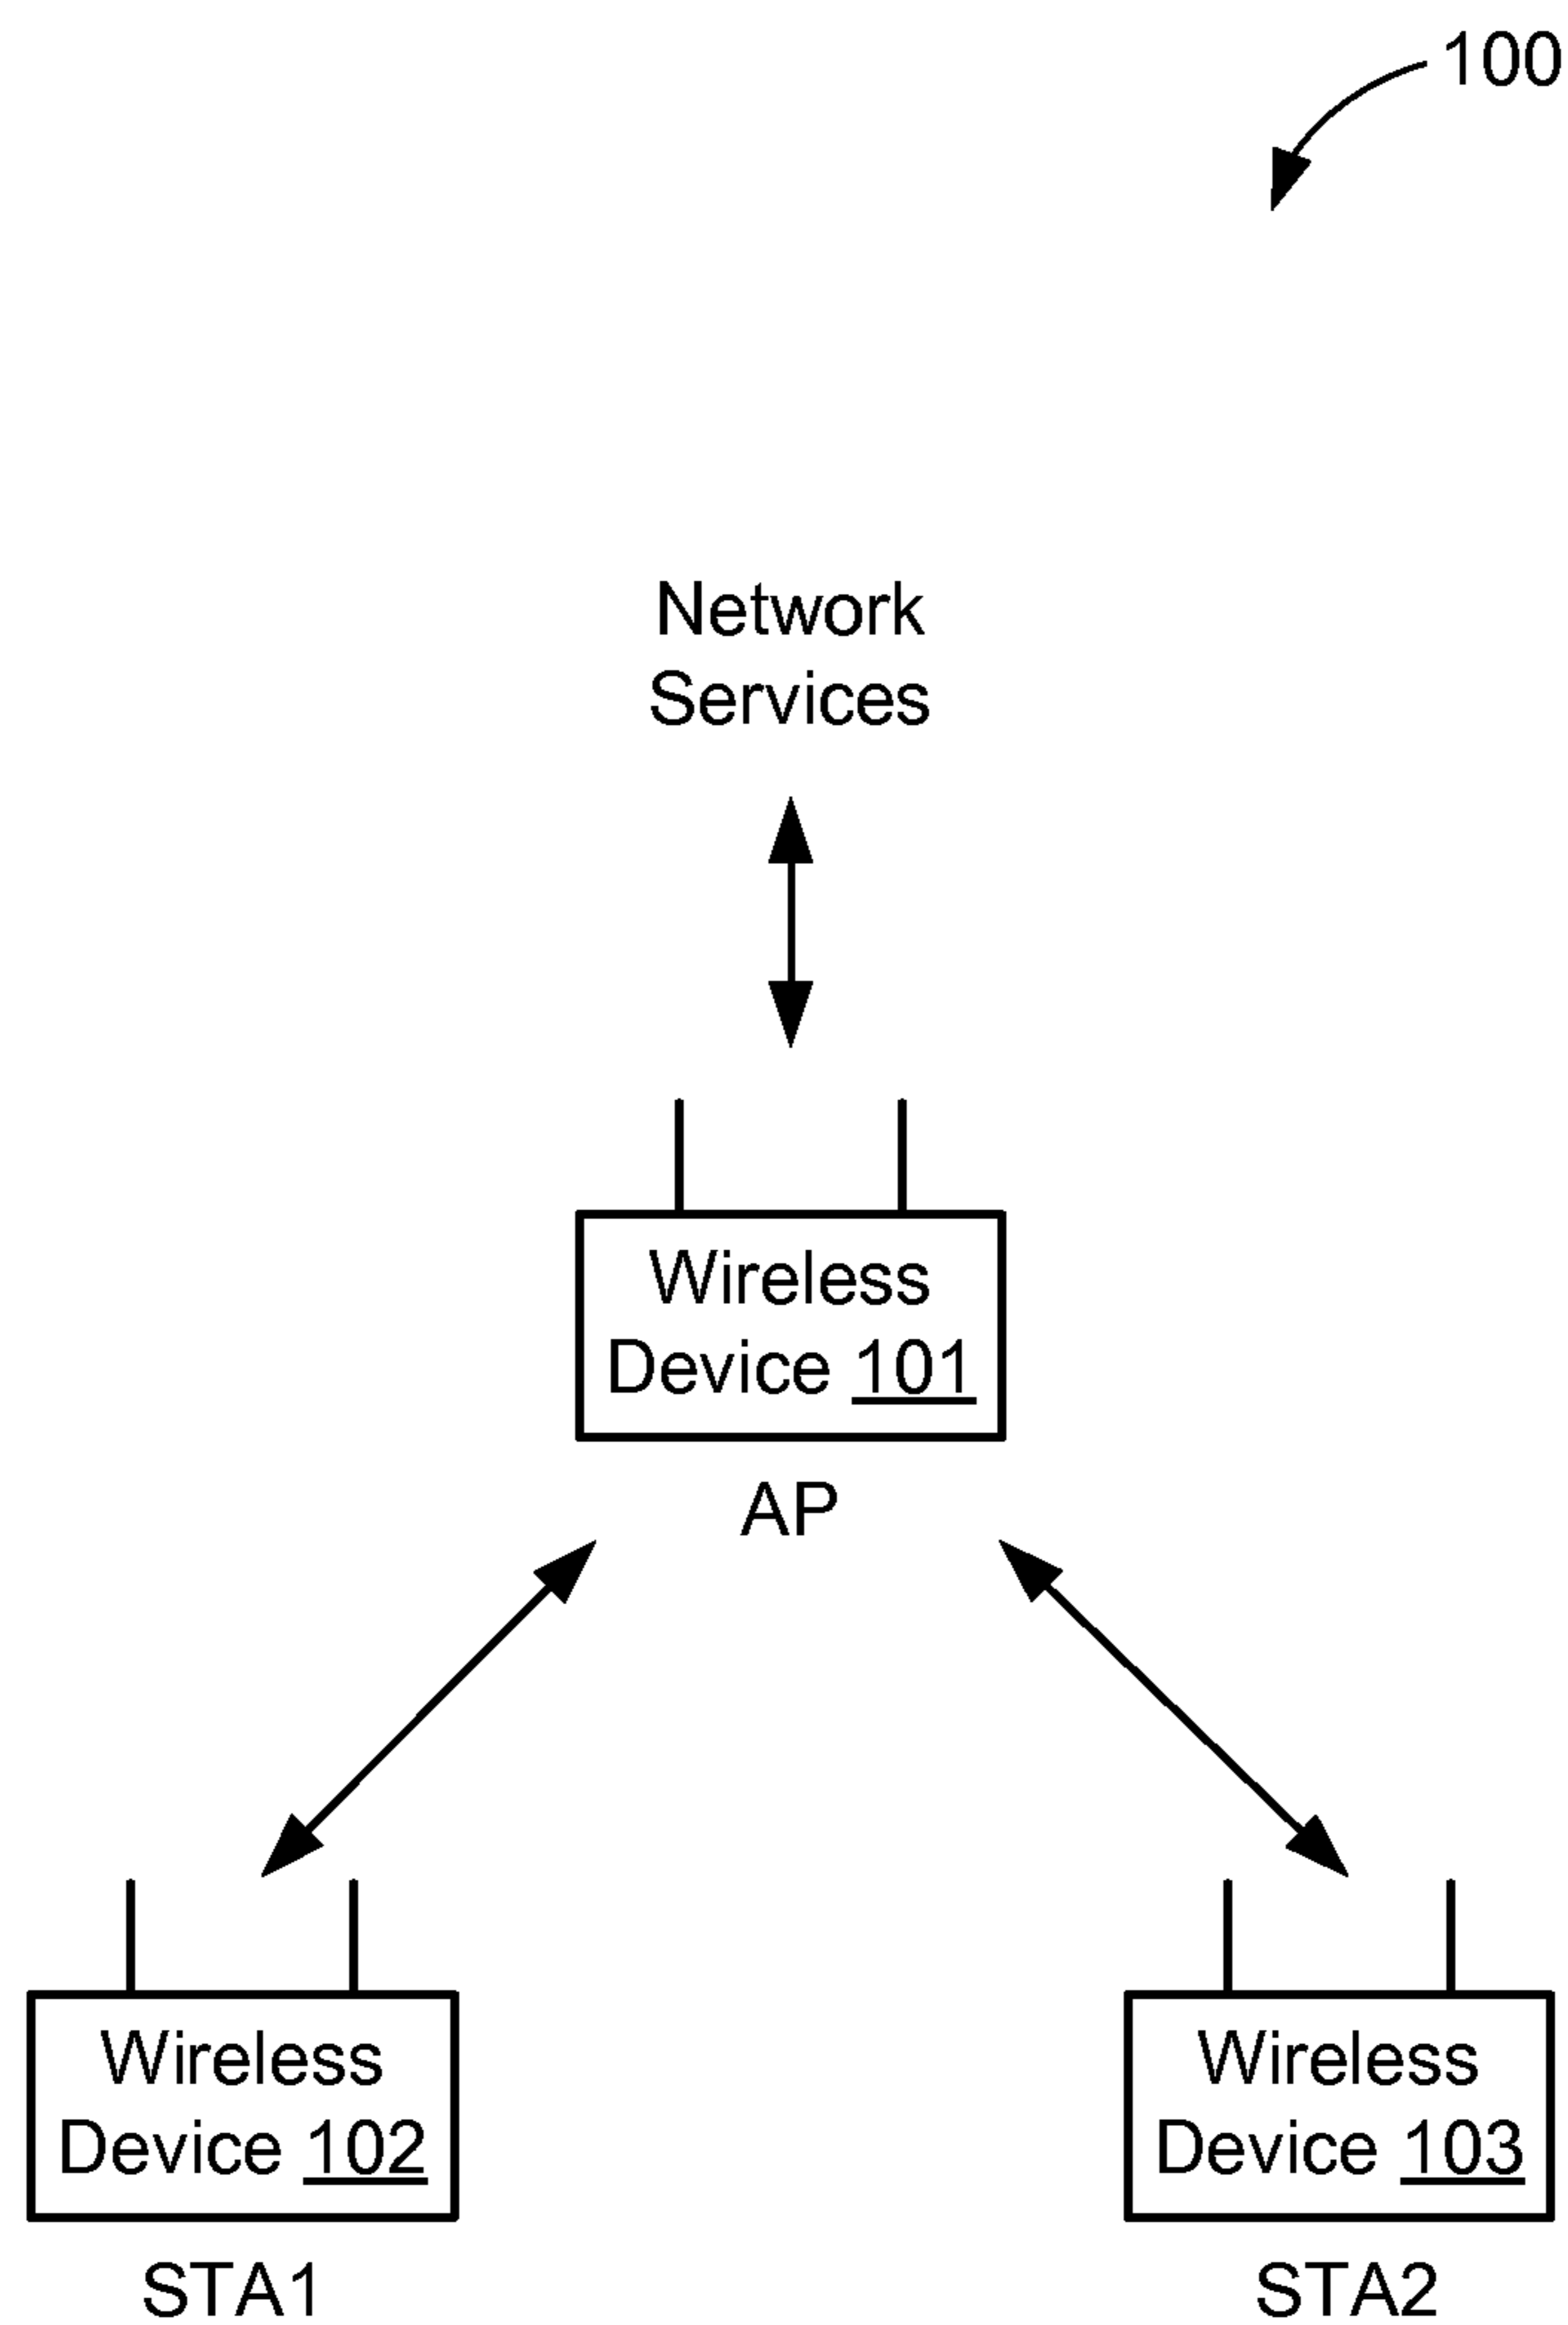 100
Network
Services
Wireless
Device 101
AP
Wireless
Device 102
STA1
Wireless
Device 103
STA2